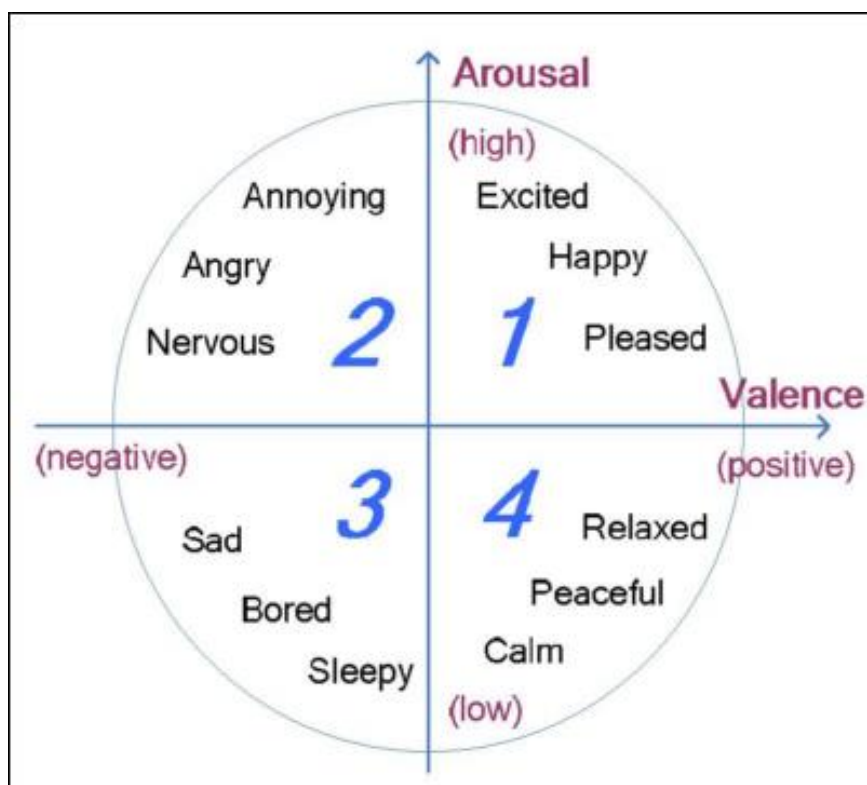 Arousal
(high)
Annoying Excited
Angry Happy
Nervous 2 1 Pleased
Valence
(negative) (positive)
3 4
Sad Relaxed
Bored Peaceful
Sleepy Calm
(low)